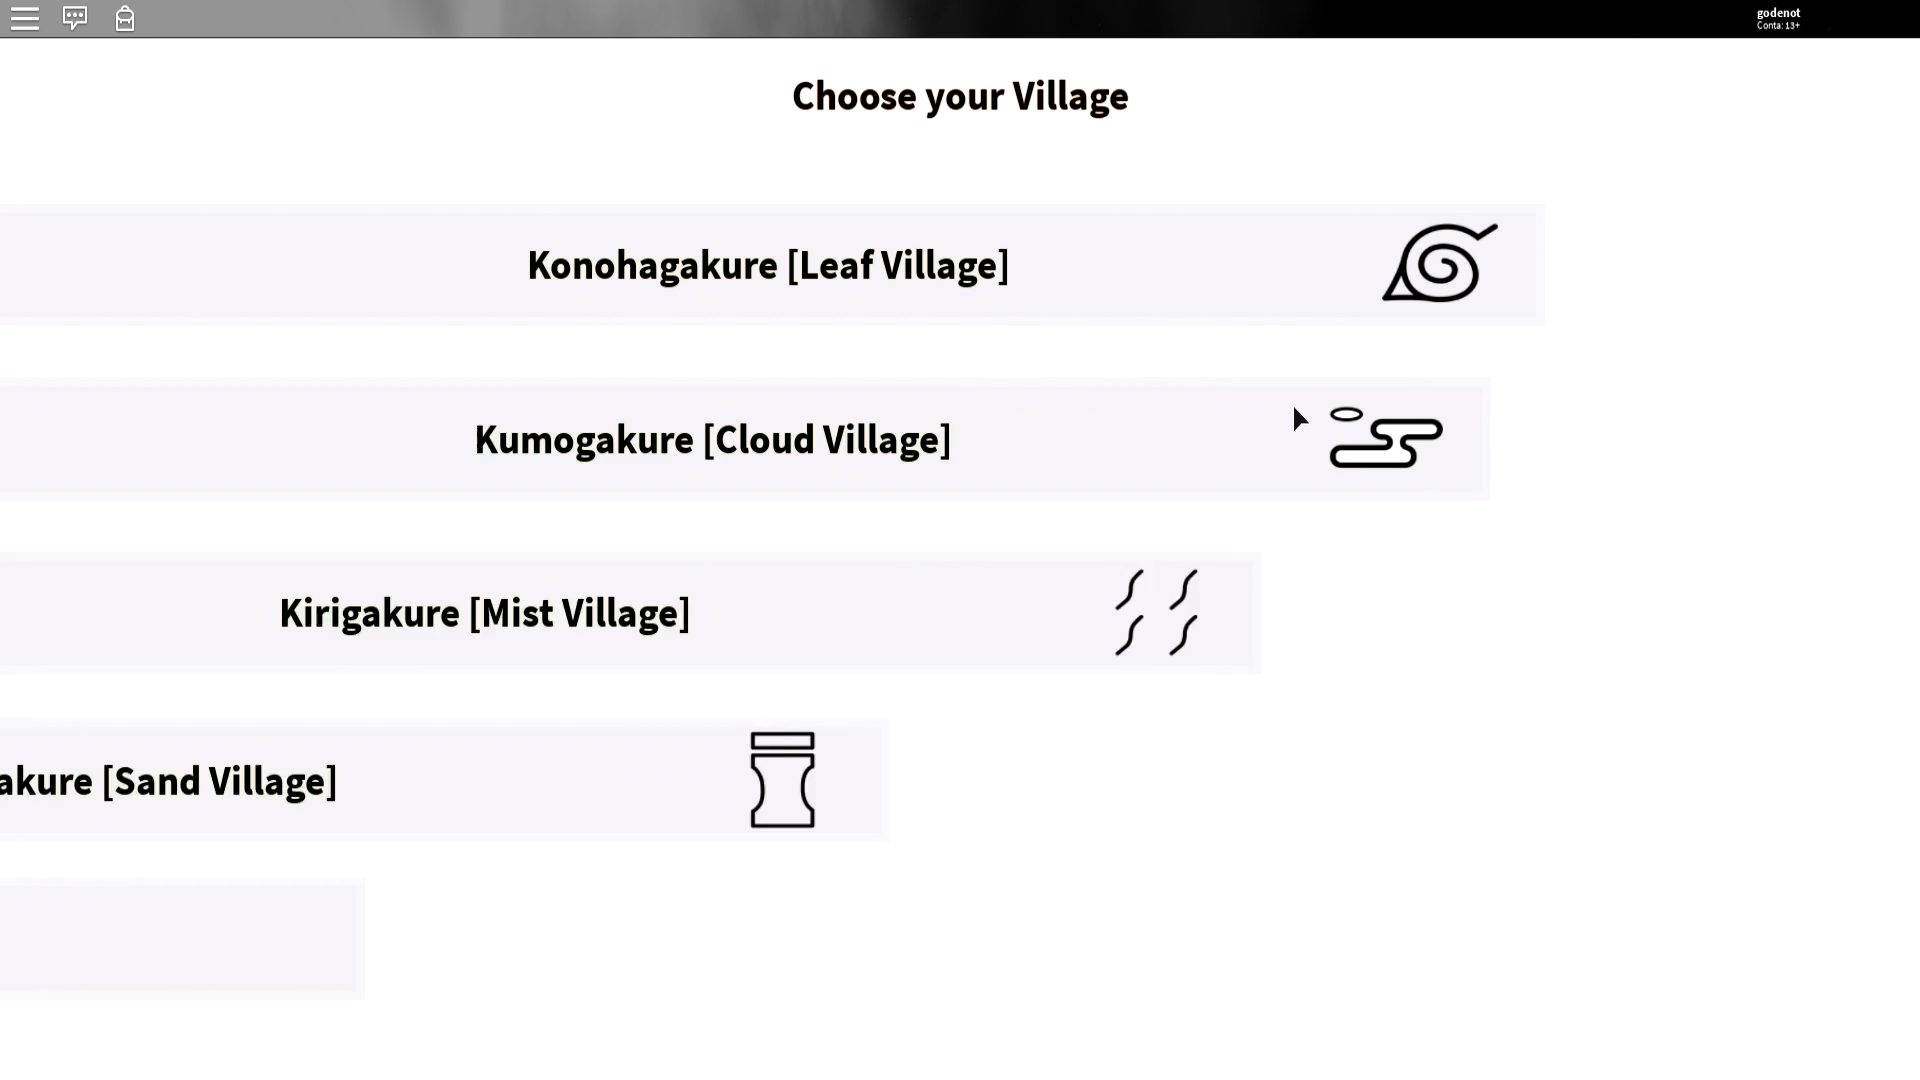 godenot
Conta: 13+
Choose your Village
Konohagakure [Leaf Village]
Kumogakure [Cloud Village]
Kirigakure [Mist Village]
akure [Sand Village]